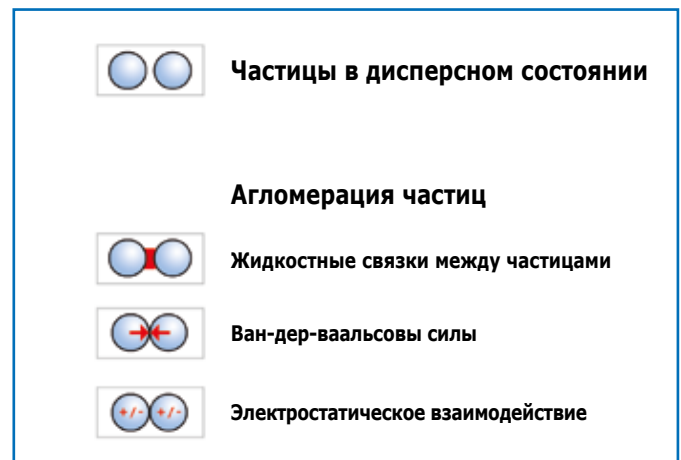 Частицы в дисперсном состоянии
Агломерация частиц
Жидкостные связки между частицами
Ван-дер-ваальсовы силы
+/- +/-
Электростатическое взаимодействие